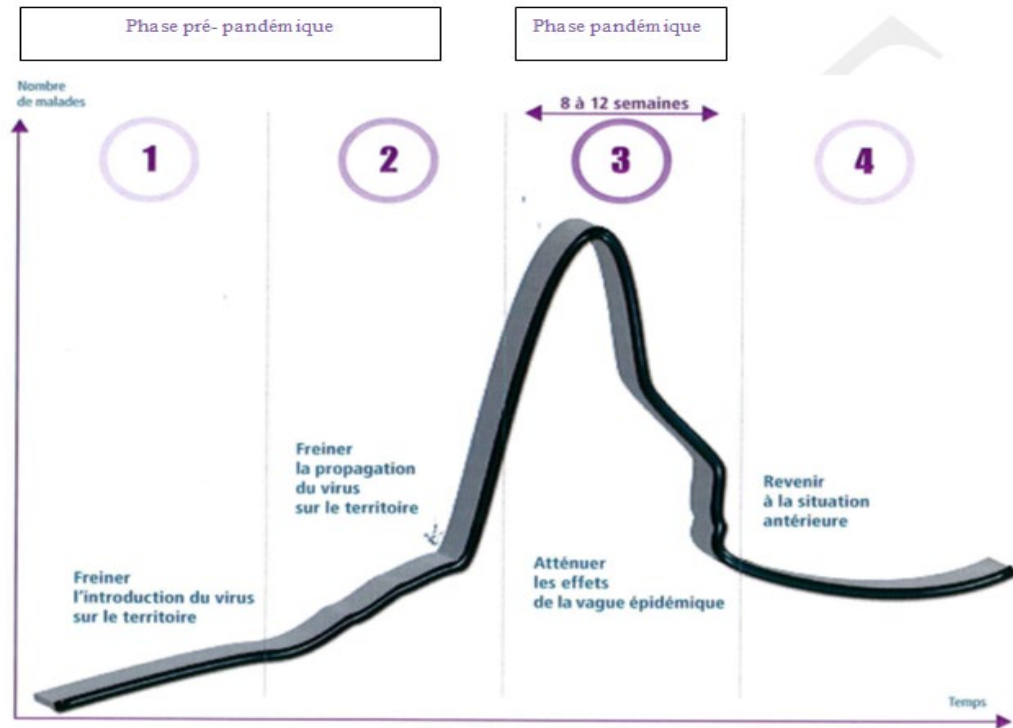 Phase pré- pandémique
Phase pandémique
Nombre
de malades
8 à 12 semaines
1
2
3
4
Freiner
l'introduction du virus
sur le territoire
Freiner
la propagation
du virus
sur le territoire
Atténuer
les effets
de la vague épidémique
Revenir
à la situation
antérieure
Temps